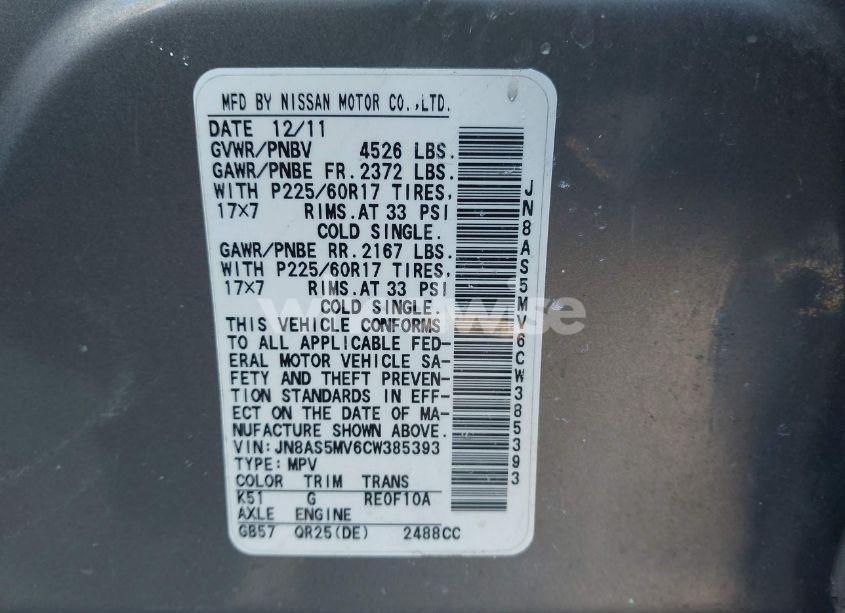 MFD BY NISSAN MOTOR CO.,LTD.
DATE 12/11
GVWR/PNBV 4526 LBS.
GAWR/PNBE FR. 2372 LBS.
WITH P225/60R17 TIRES,
17×7 RIMS.AT 33 PSI
COLD SINGLE.
GAWR/PNBE RR. 2167 LBS.
WITH P225/60R17 TIRES,
17×7 RIMS.AT 33 PSI
COLD SINGLE.
THIS VEHICLE CONFORMS
TO ALL APPLICABLE FED-
ERAL MOTOR VEHICLE SA-
FETY AND THEFT PREVEN-
TION STANDARDS IN EFF-
ECT ON THE DATE OF MA-
NUFACTURE SHOWN ABOVE.
VIN:JN8AS5MV6CW385393
TYPE:MPV
COLOR TRIM TRANS
K51 G RE0F10A
AXLE ENGINE
GB57 QR25(DE) 2488CC
JN8AS5MV6CW385393